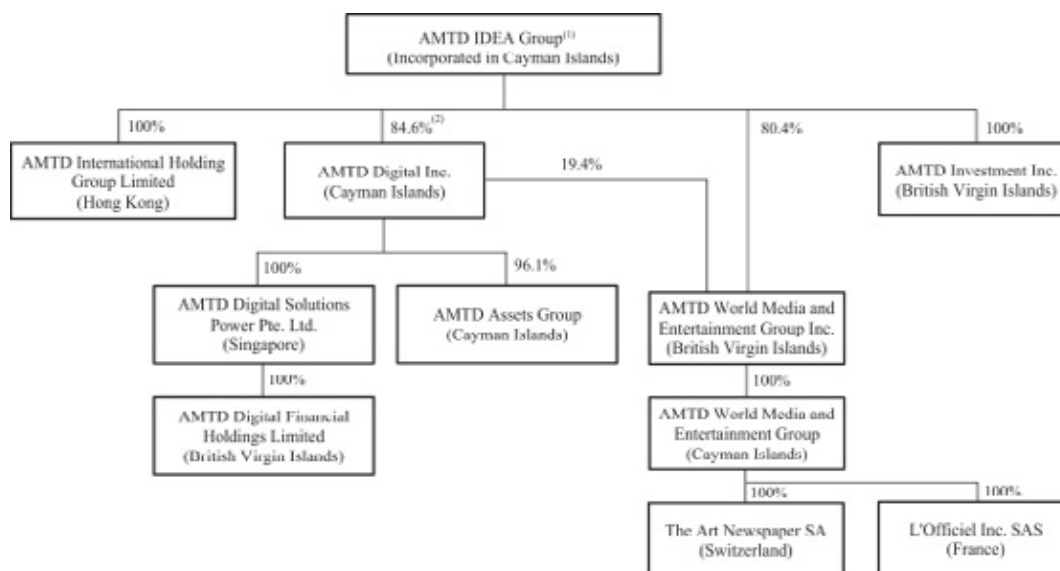 AMTD IDEA Group(1)
(Incorporated in Cayman Islands)
100%
84.6%(2)
80.4%
100%
AMTD International Holding
Group Limited
(Hong Kong)
AMTD Digital Inc.
(Cayman Islands)
19.4%
AMTD Investment Inc.
(British Virgin Islands)
100%
96.1%
AMTD Digital Solutions
Power Pte. Ltd.
(Singapore)
AMTD Assets Group
(Cayman Islands)
AMTD World Media and
Entertainment Group Inc.
(British Virgin Islands)
100%
100%
AMTD Digital Financial
Holdings Limited
(British Virgin Islands)
AMTD World Media and
Entertainment Group
(Cayman Islands)
100%
100%
The Art Newspaper SA
(Switzerland)
L'Officiel Inc. SAS
(France)